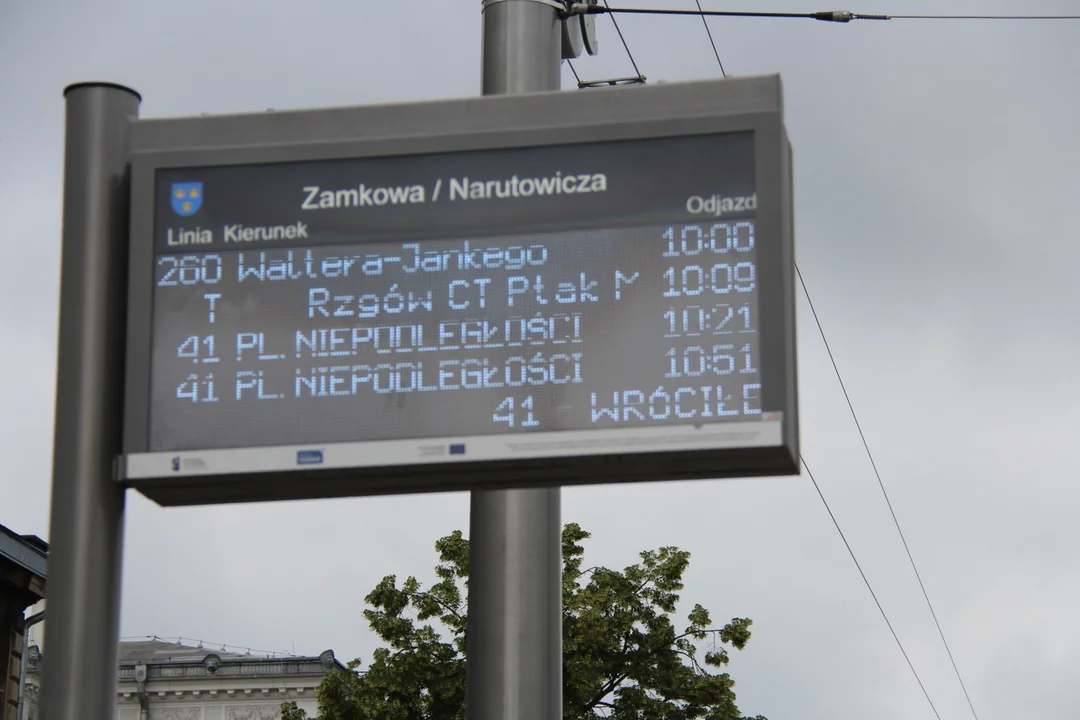 Zamkowa / Narutowicza
Linia Kierunek Odjazd
260 Waltera-Jankego 10:00
T Rzgów CT Ptak M 10:09
41 PL. NIEPODLEGŁOŚCI 10:21
41 PL. NIEPODLEGŁOŚCI 10:51
41 - WRÓCIŁE